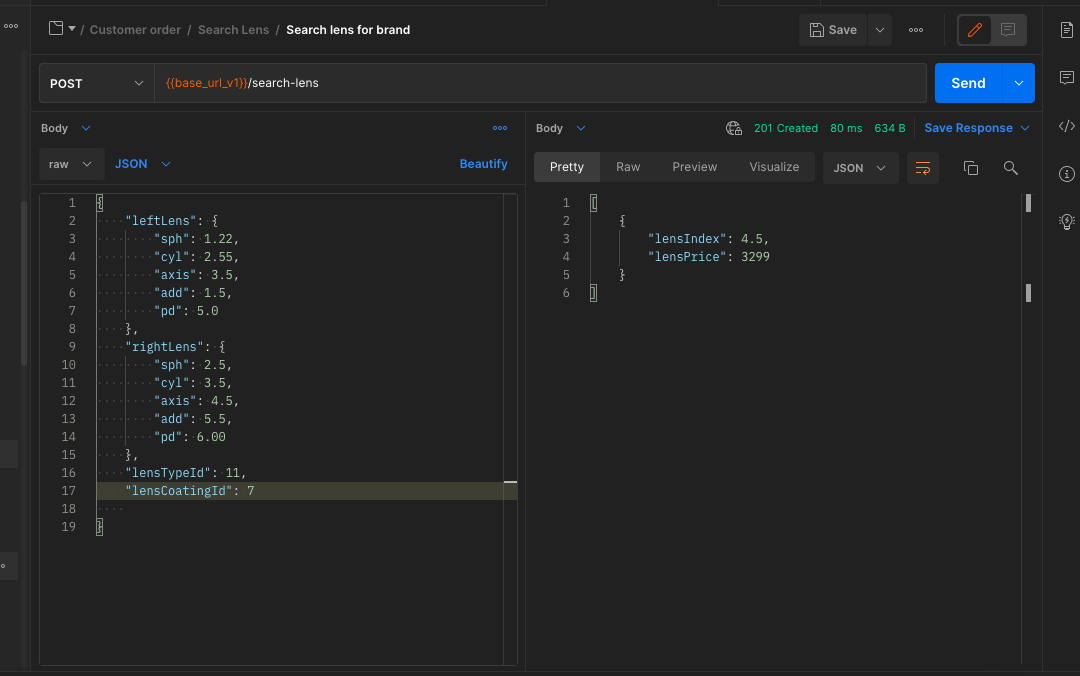 / Customer order / Search Lens / Search lens for brand
Save
POST
{{base_url_v1}}/search-lens
Send
Body
Body
201 Created 80 ms 634 B
Save Response
raw
JSON
Beautify
Pretty
Raw
Preview
Visualize
JSON
1 {
2 "leftLens": {
3 "sph": 1.22,
4 "cyl": 2.55,
5 "axis": 3.5,
6 "add": 1.5,
7 "pd": 5.0
8 },
9 "rightLens": {
10 "sph": 2.5,
11 "cyl": 3.5,
12 "axis": 4.5,
13 "add": 5.5,
14 "pd": 6.00
15 },
16 "lensTypeId": 11,
17 "lensCoatingId": 7
18
19 }
1 [
2 {
3 "lensIndex": 4.5,
4 "lensPrice": 3299
5 }
6 ]